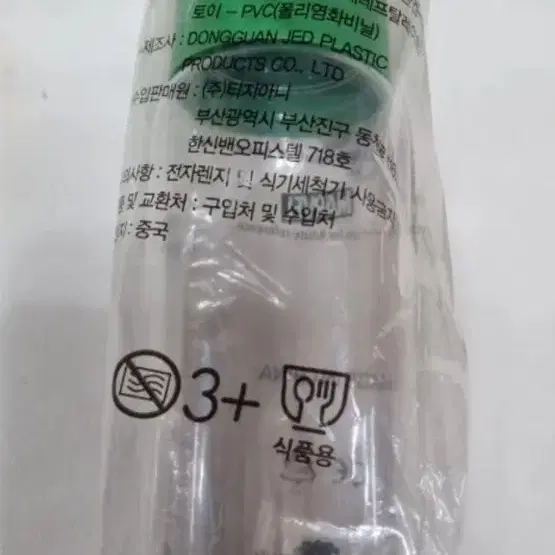 토이-PVC(폴리염화비닐)
제조사 : DONGGUAN JED PLASTIC
PRODUCTS CO., LTD
수입판매원 : (주)티지아니
부산광역시 부산진구
한신밴오피스텔 718호
사항 : 전자렌지 및 식기세척기 사용금지
및 교환처 : 구입처 및 수입처
: 중국
3+
식품용